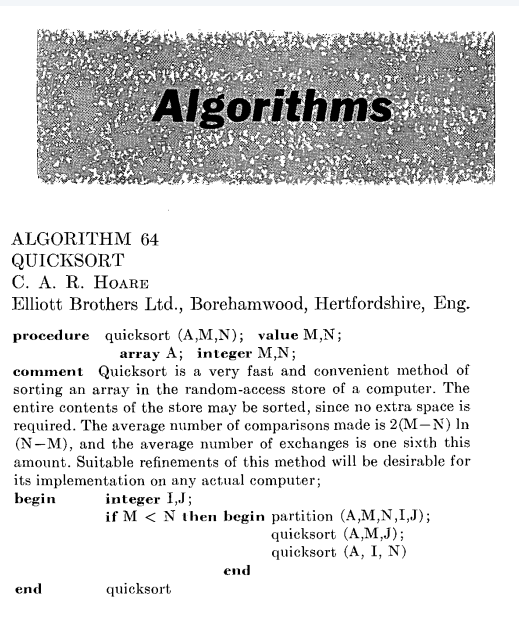 Algorithms
ALGORITHM 64
QUICKSORT
C. A. R. HOARE
Elliott Brothers Ltd., Borehamwood, Hertfordshire, Eng.
procedure quicksort (A,M,N); value M,N;
array A; integer M,N;
comment Quicksort is a very fast and convenient method of
sorting an array in the random-access store of a computer. The
entire contents of the store may be sorted, since no extra space is
required. The average number of comparisons made is 2(M−N) ln
(N−M), and the average number of exchanges is one sixth this
amount. Suitable refinements of this method will be desirable for
its implementation on any actual computer;
begin integer I,J;
if M < N then begin partition (A,M,N,I,J);
quicksort (A,M,J);
quicksort (A, I, N)
end
end quicksort